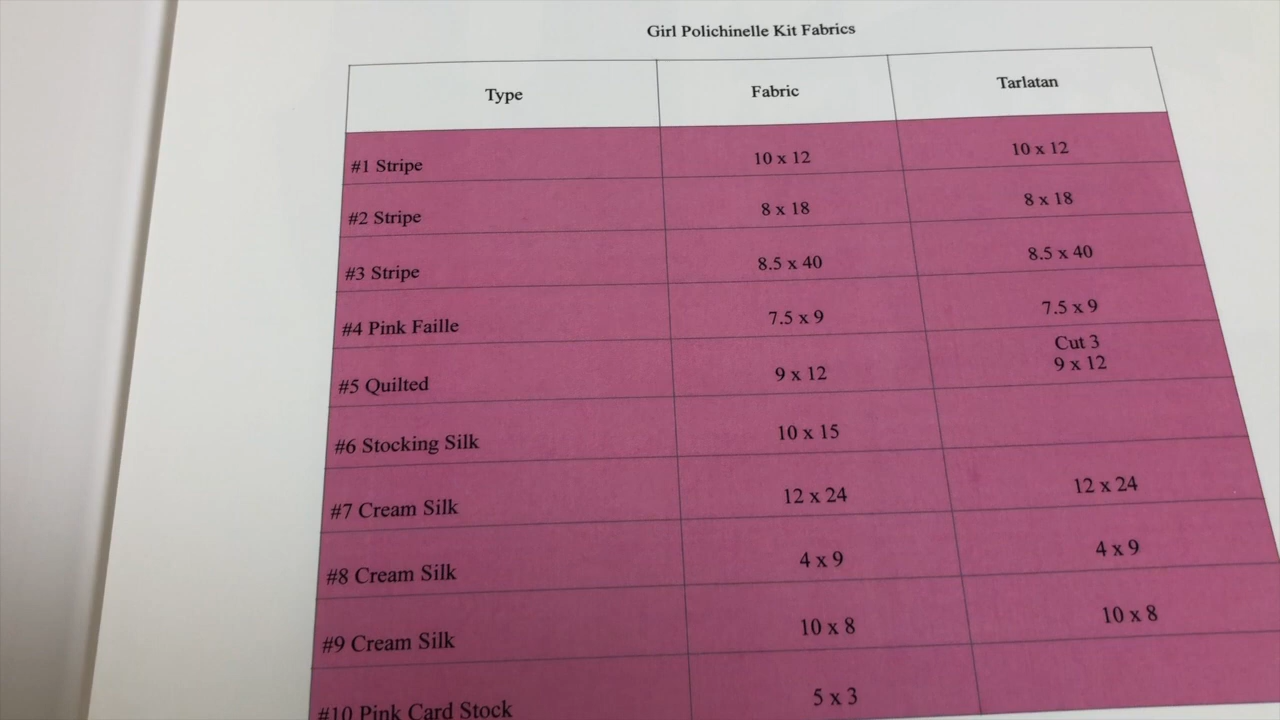 Girl Polichinelle Kit Fabrics
Type Fabric Tarlatan
#1 Stripe 10 x 12 10 x 12
#2 Stripe 8 x 18 8 x 18
#3 Stripe 8.5 x 40 8.5 x 40
#4 Pink Faille 7.5 x 9 7.5 x 9
#5 Quilted 9 x 12 Cut 3
9 x 12
#6 Stocking Silk 10 x 15
#7 Cream Silk 12 x 24 12 x 24
#8 Cream Silk 4 x 9 4 x 9
#9 Cream Silk 10 x 8 10 x 8
#10 Pink Card Stock 5 x 3